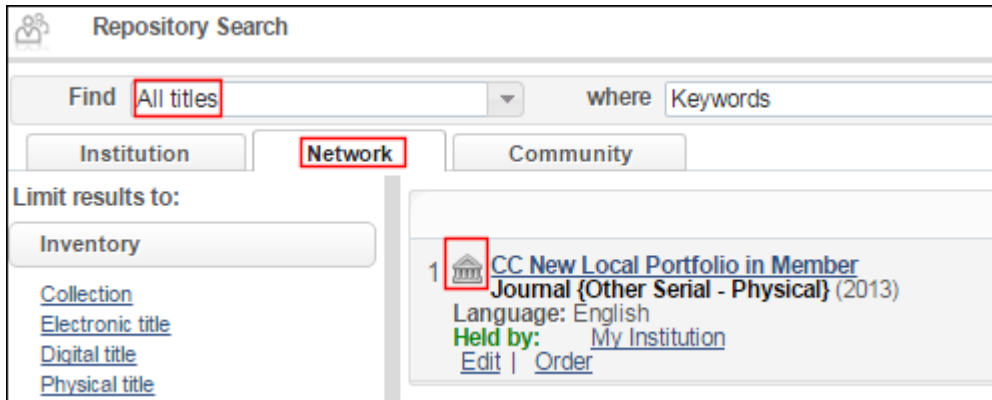 Repository Search
Find All titles where Keywords
Institution Network Community
Limit results to:
Inventory
Collection
Electronic title
Digital title
Physical title
1 CC New Local Portfolio in Member
Journal {Other Serial - Physical} (2013)
Language: English
Held by: My Institution
Edit | Order